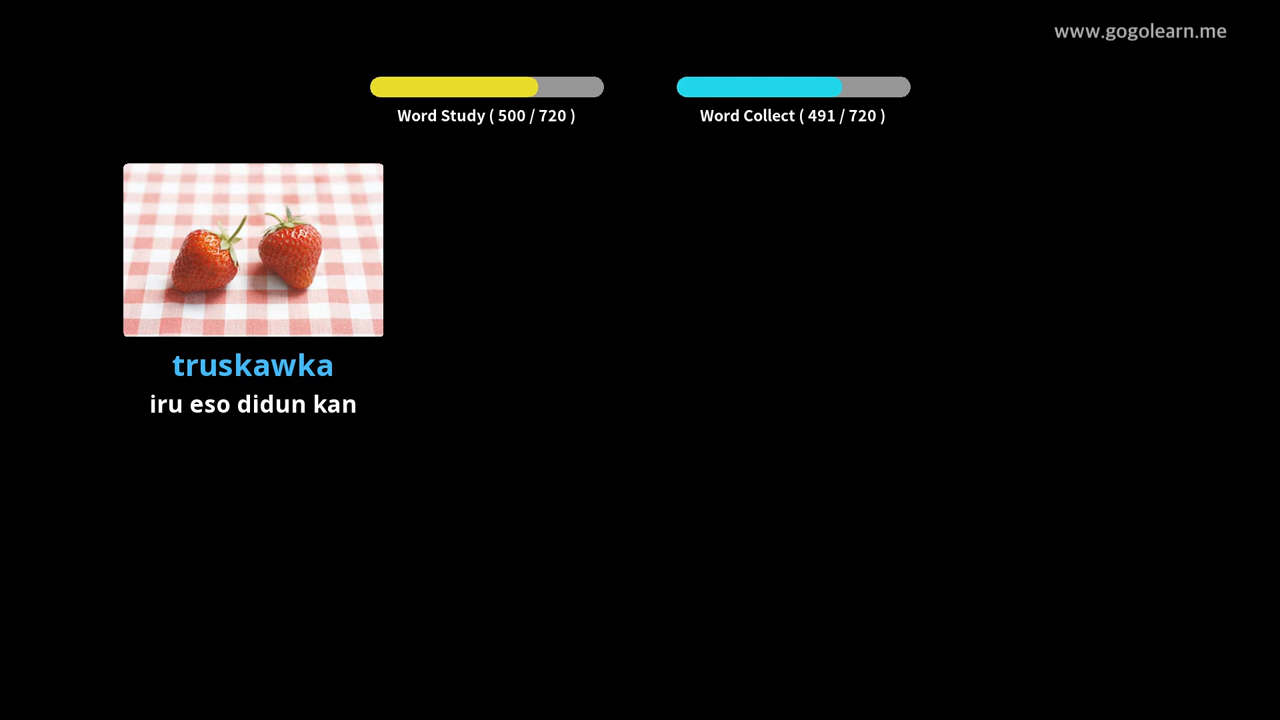 www.gogolearn.me
Word Study ( 500 / 720 )
Word Collect ( 491 / 720 )
truskawka
iru eso didun kan